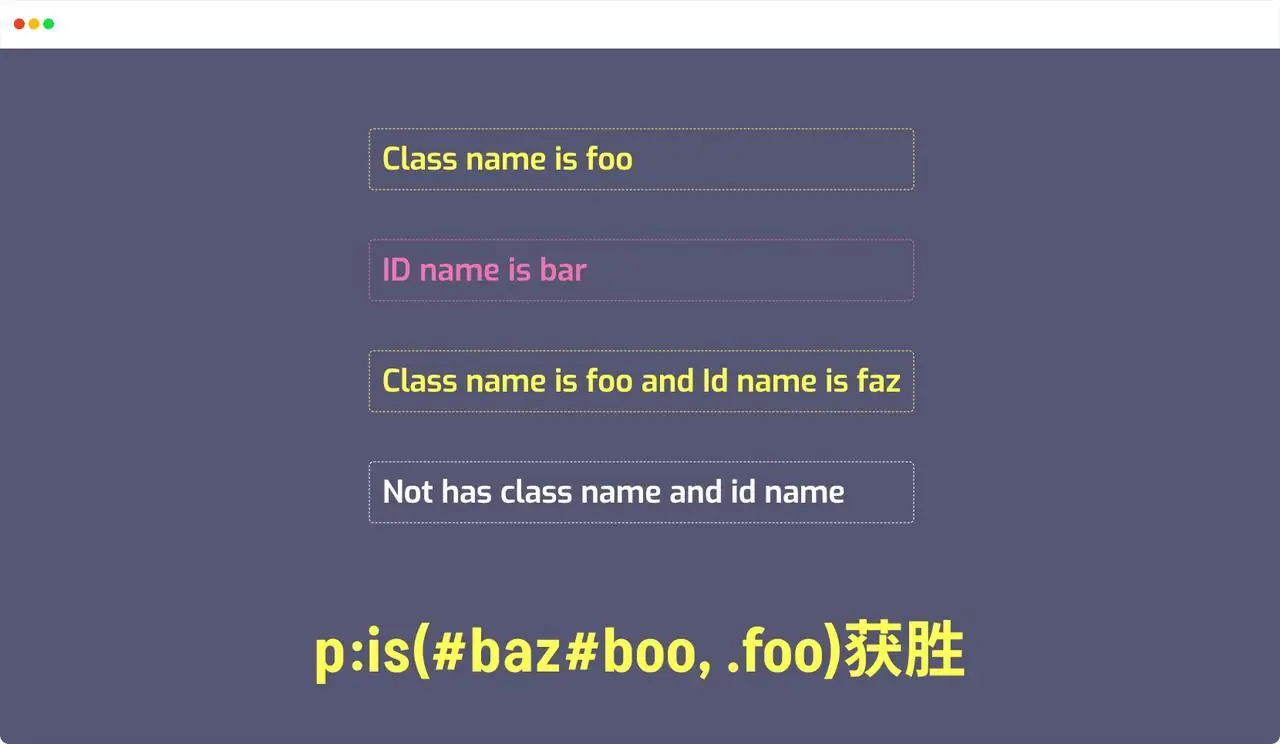 Class name is foo
ID name is bar
Class name is foo and Id name is faz
Not has class name and id name
p:is(#baz#boo, .foo)获胜